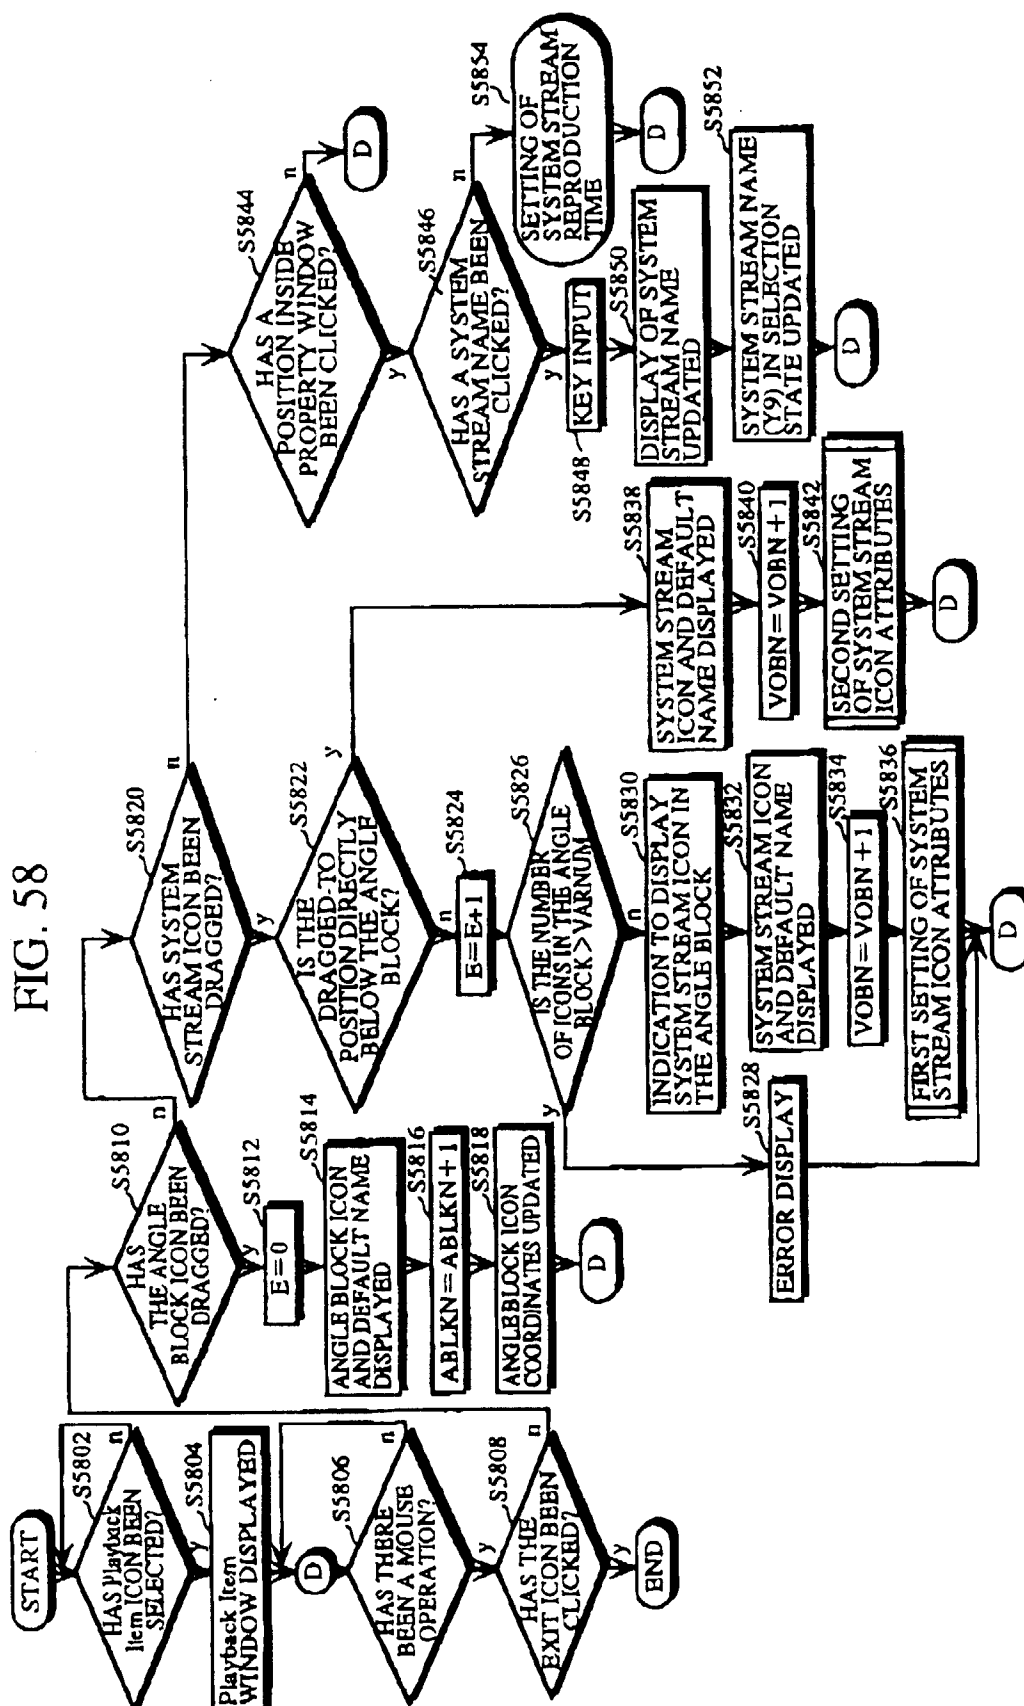 FIG. 58
START
S5802
HAS Playback
Item ICON BEEN
SELECTED?
n
y
S5804
Playback Item
WINDOW DISPLAYED
D
S5806
HAS THERE
BEEN A MOUSE
OPERATION?
n
y
S5808
HAS THE
EXIT ICON BEEN
CLICKED?
n
y
END
S5810
HAS
THE ANGLE
BLOCK ICON BEEN
DRAGGED?
n
y
S5812
E=0
S5814
ANGLE BLOCK ICON
AND DEFAULT NAME
DISPLAYED
S5816
ABLKN=ABLKN+1
S5818
ANGLE BLOCK ICON
COORDINATES UPDATED
D
S5820
HAS SYSTEM
STREAM ICON BEEN
DRAGGED?
n
y
S5822
IS THE
DRAGGED-TO
POSITION DIRECTLY
BELOW THE ANGLE
BLOCK?
y
n
S5824
E=E+1
S5826
IS THE NUMBER
OF ICONS IN THE ANGLE
BLOCK>VARNUM?
y
n
S5828
ERROR DISPLAY
S5830
INDICATION TO DISPLAY
SYSTEM STREAM ICON IN
THE ANGLE BLOCK
S5832
SYSTEM STREAM ICON
AND DEFAULT NAME
DISPLAYED
S5834
VOBN=VOBN+1
S5836
FIRST SETTING OF SYSTEM
STREAM ICON ATTRIBUTES
D
S5838
SYSTEM STREAM
ICON AND DEFAULT
NAME DISPLAYED
S5840
VOBN=VOBN+1
S5842
SECOND SETTING
OF SYSTEM STREAM
ICON ATTRIBUTES
D
S5844
HAS A
POSITION INSIDE
PROPERTY WINDOW
BEEN CLICKED?
n
D
y
S5846
HAS A SYSTEM
STREAM NAME BEEN
CLICKED?
n
y
S5848
KEY INPUT
S5850
DISPLAY OF SYSTEM
STREAM NAME
UPDATED
S5852
SYSTEM STREAM NAME
(Y9) IN SELECTION
STATE UPDATED
D
S5854
SETTING OF
SYSTEM STREAM
REPRODUCTION
TIME
D